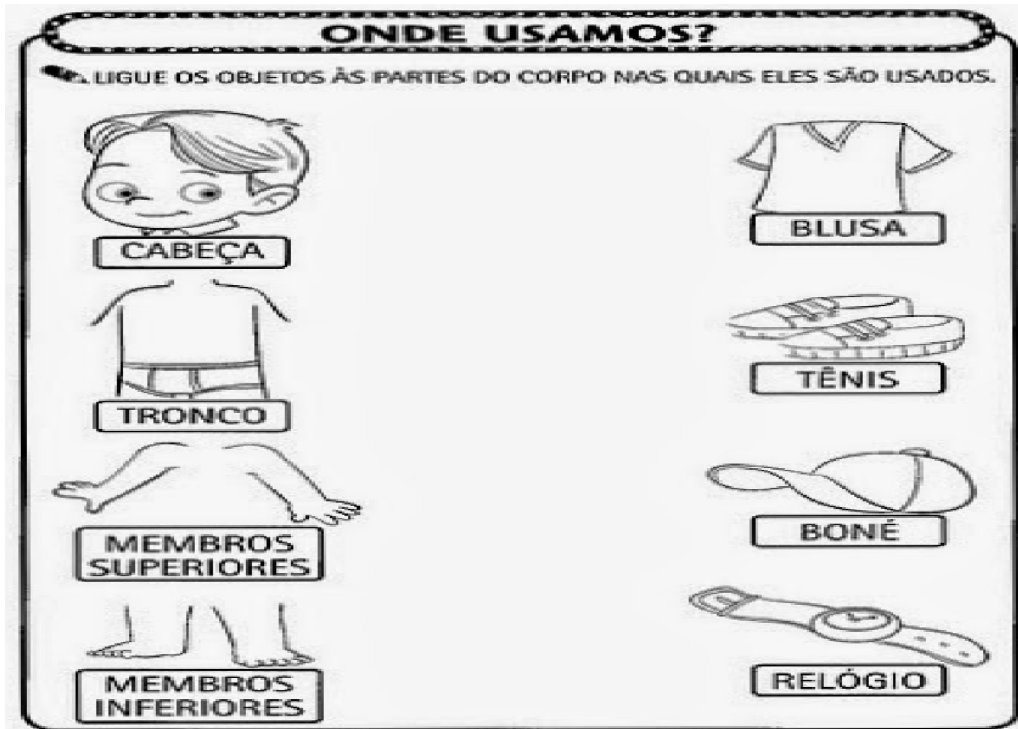 ONDE USAMOS?
LIGUE OS OBJETOS ÀS PARTES DO CORPO NAS QUAIS ELES SÃO USADOS.
CABEÇA
BLUSA
TRONCO
TÊNIS
MEMBROS
SUPERIORES
BONÉ
MEMBROS
INFERIORES
RELÓGIO